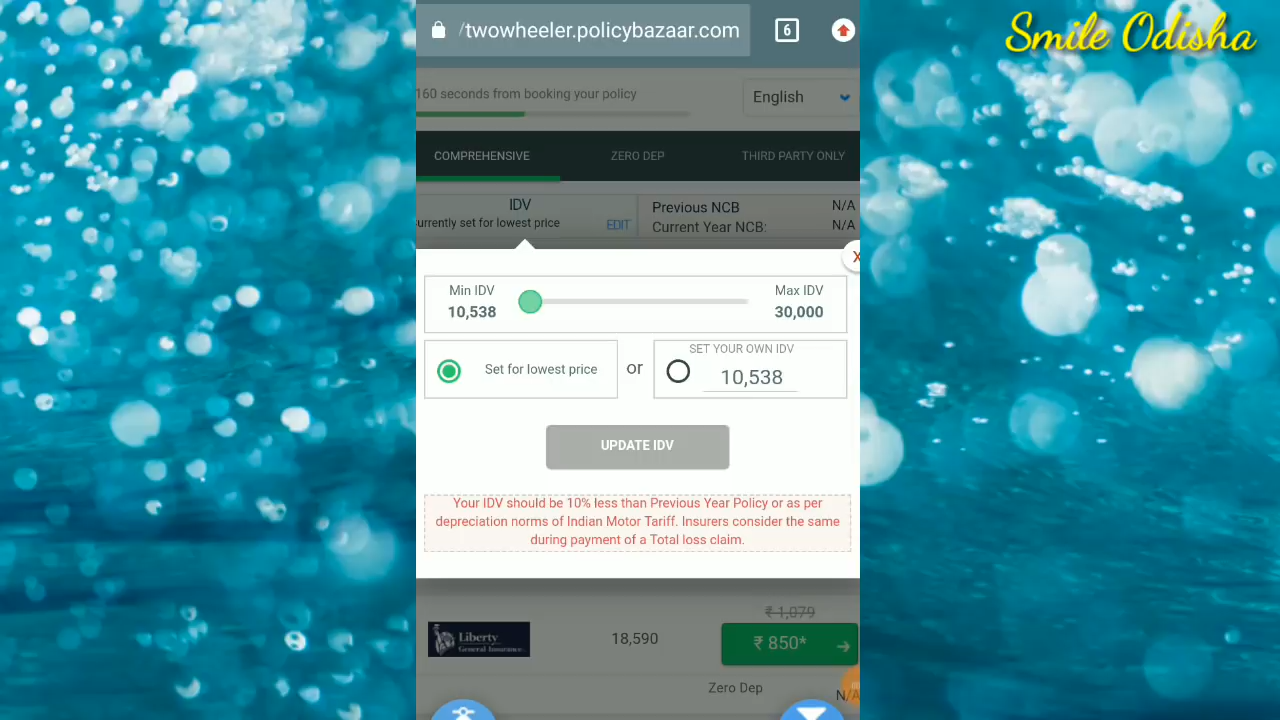 Smile Odisha
/twowheeler.policybazaar.com
6
160 seconds from booking your policy
English
COMPREHENSIVE
ZERO DEP
THIRD PARTY ONLY
IDV
urrently set for lowest price
EDIT
Previous NCB
N/A
Current Year NCB:
N/A
X
Min IDV
10,538
Max IDV
30,000
Set for lowest price
or
SET YOUR OWN IDV
10,538
UPDATE IDV
Your IDV should be 10% less than Previous Year Policy or as per
depreciation norms of Indian Motor Tariff. Insurers consider the same
during payment of a Total loss claim.
₹ 1,079
Liberty
General Insurance
18,590
₹ 850*
Zero Dep
N/A